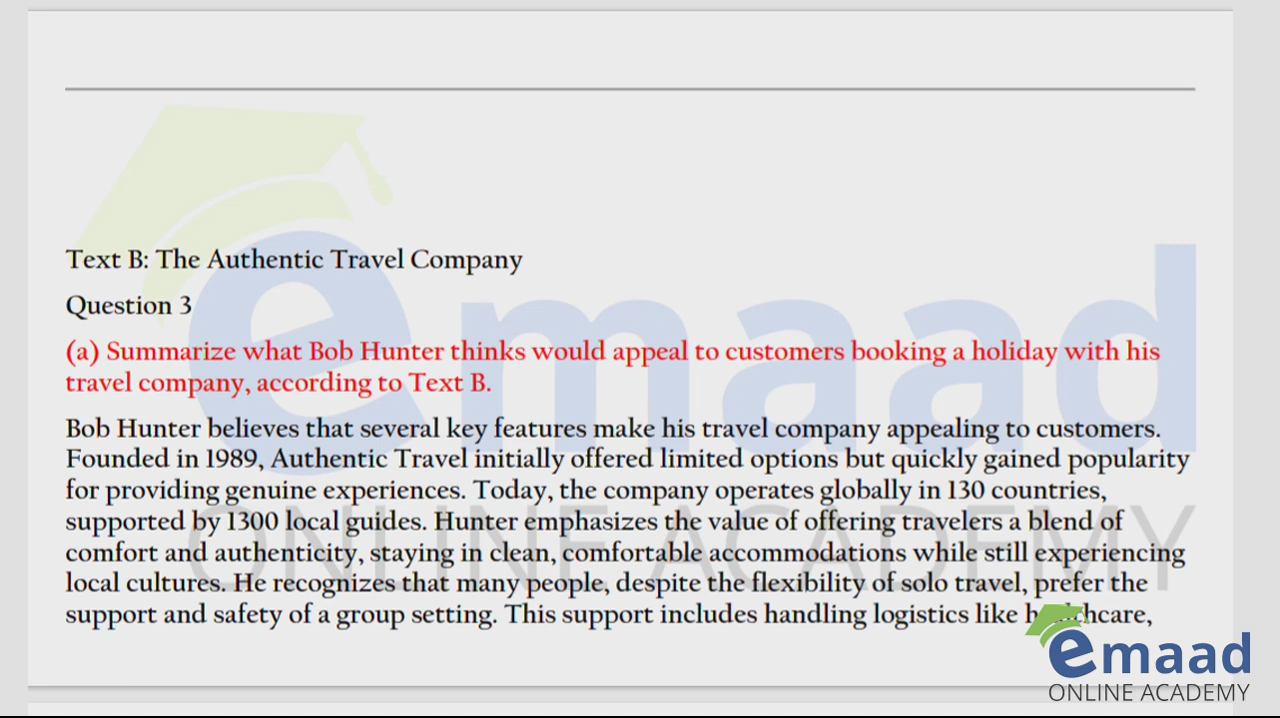 Text B: The Authentic Travel Company
Question 3
(a) Summarize what Bob Hunter thinks would appeal to customers booking a holiday with his
travel company, according to Text B.
Bob Hunter believes that several key features make his travel company appealing to customers.
Founded in 1989, Authentic Travel initially offered limited options but quickly gained popularity
for providing genuine experiences. Today, the company operates globally in 130 countries,
supported by 1300 local guides. Hunter emphasizes the value of offering travelers a blend of
comfort and authenticity, staying in clean, comfortable accommodations while still experiencing
local cultures. He recognizes that many people, despite the flexibility of solo travel, prefer the
support and safety of a group setting. This support includes handling logistics like healthcare,
emaad
ONLINE ACADEMY
emaad
ONLINE ACADEMY